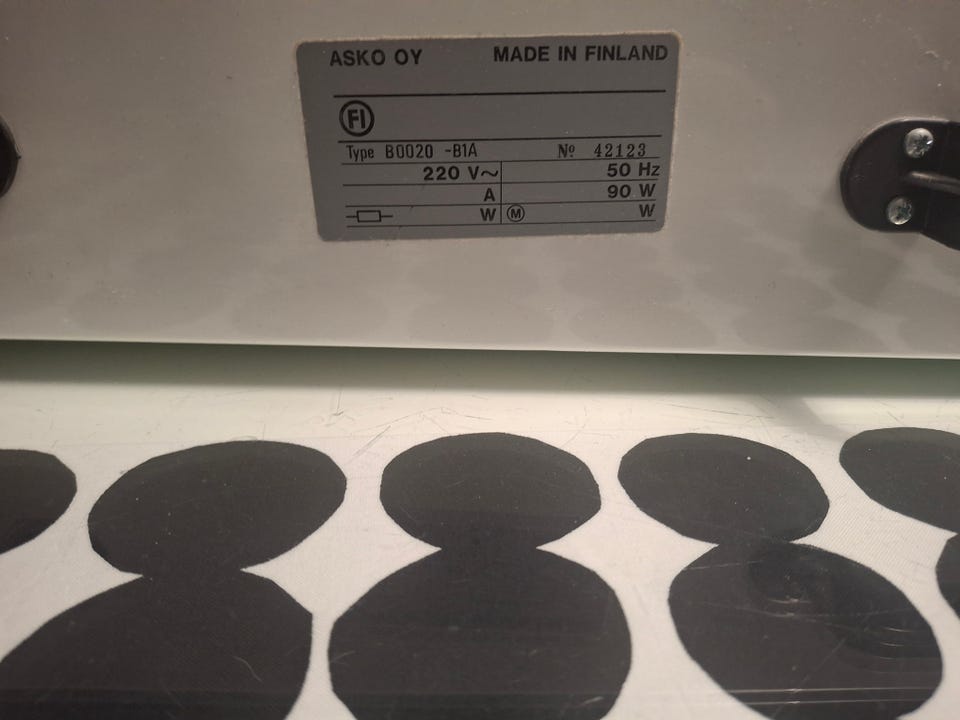 ASKO OY MADE IN FINLAND
FI
Type B0020 -B1A Nº 42123
220 V~ 50 Hz
A 90 W
W M W